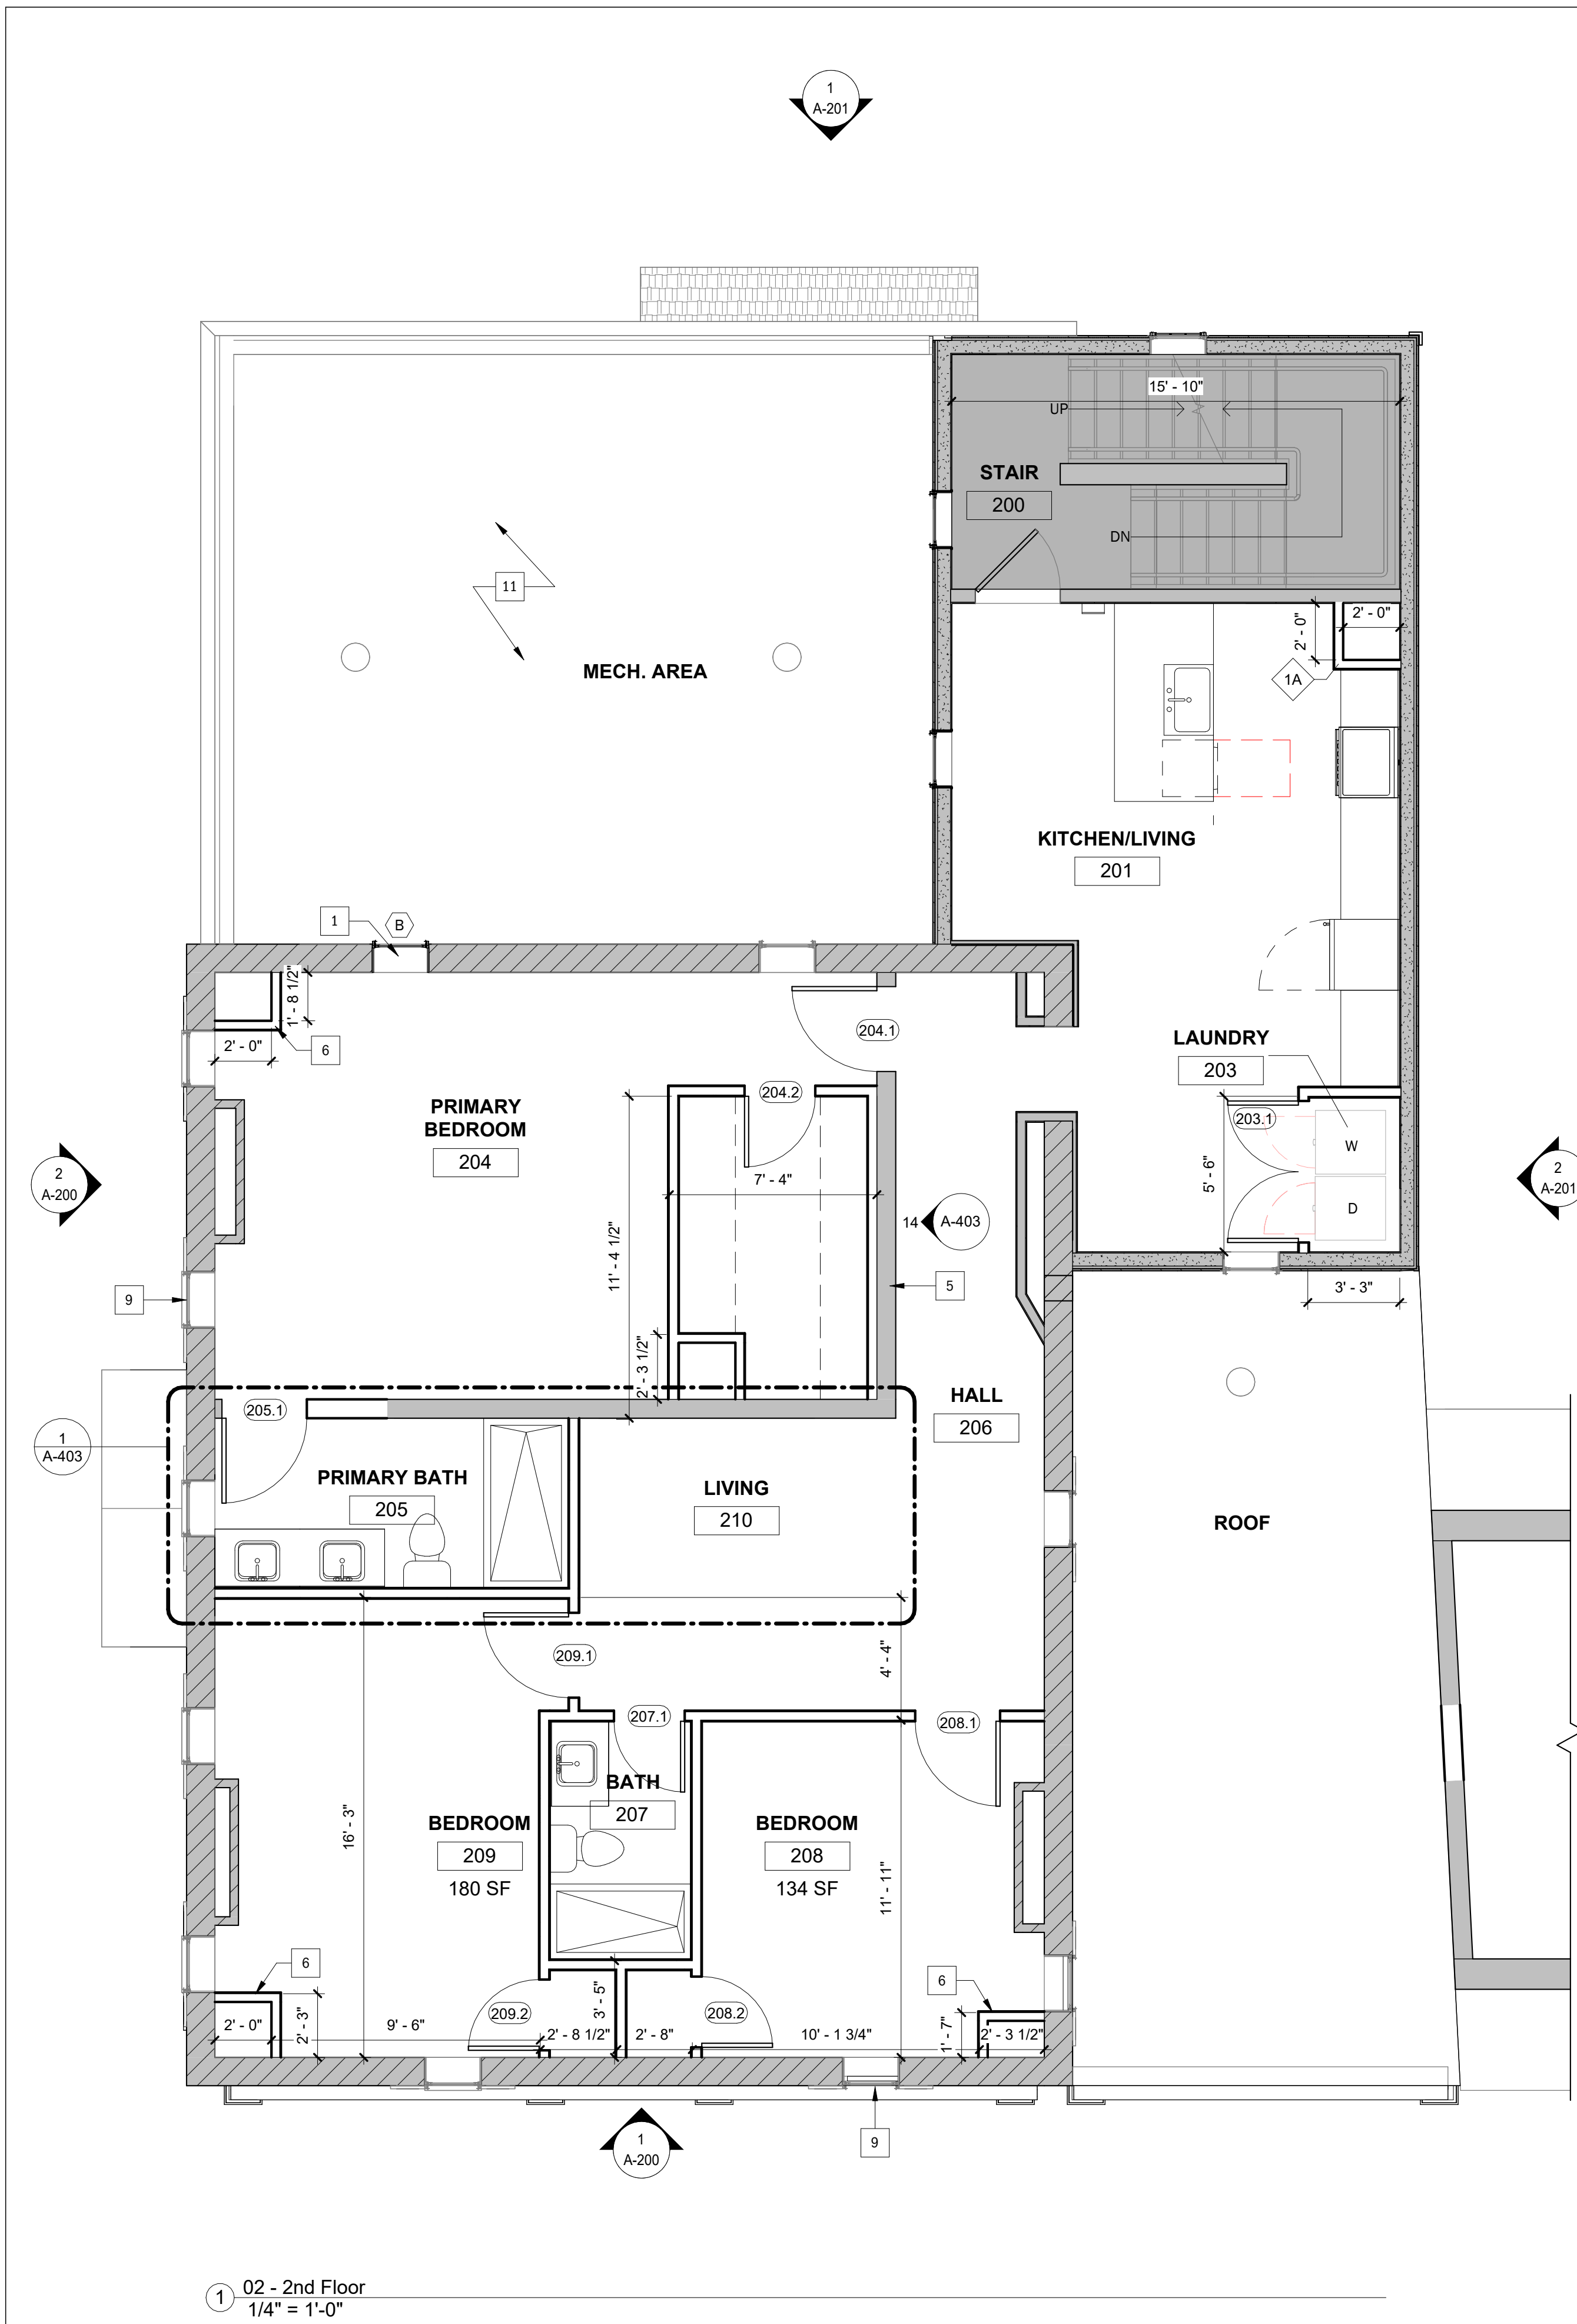 1
A-201
15' - 10"
UP
STAIR
200
DN
11
2' - 0"
2' - 0"
MECH. AREA
1A
KITCHEN/LIVING
201
1
B
1' - 8 1/2"
2' - 0"
6
204.1
LAUNDRY
203
204.2
PRIMARY
BEDROOM
204
203.1
W
2
A-200
7' - 4"
5' - 6"
2
A-201
D
14
A-403
11' - 4 1/2"
5
9
3' - 3"
2' - 3 1/2"
HALL
206
205.1
1
A-403
PRIMARY BATH
205
LIVING
210
ROOF
209.1
4' - 4"
207.1
208.1
BATH
207
16' - 3"
BEDROOM
209
180 SF
BEDROOM
208
134 SF
11' - 11"
6
6
3' - 5"
209.2
208.2
2' - 0"
2' - 3"
9' - 6"
2' - 8 1/2"
2' - 8"
10' - 1 3/4"
1' - 7"
2' - 3 1/2"
1
A-200
9
1
02 - 2nd Floor
1/4" = 1'-0"